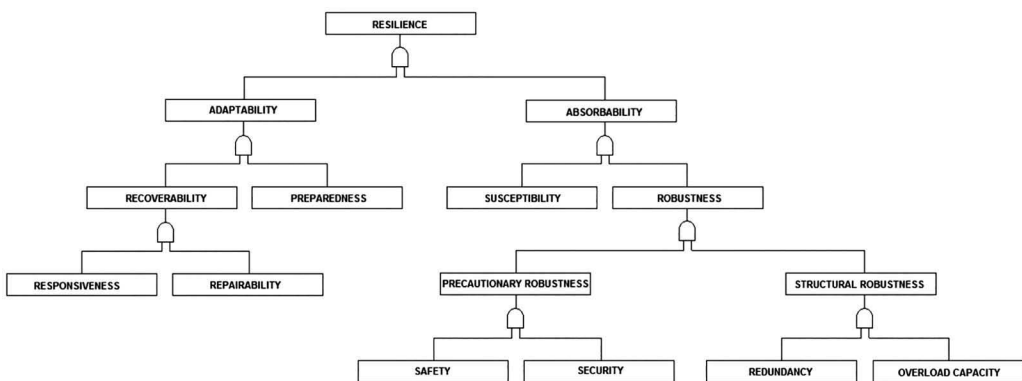 RESILIENCE
ADAPTABILITY
ABSORBABILITY
RECOVERABILITY
PREPAREDNESS
SUSCEPTIBILITY
ROBUSTNESS
RESPONSIVENESS
REPAIRABILITY
PRECAUTIONARY ROBUSTNESS
STRUCTURAL ROBUSTNESS
SAFETY
SECURITY
REDUNDANCY
OVERLOAD CAPACITY